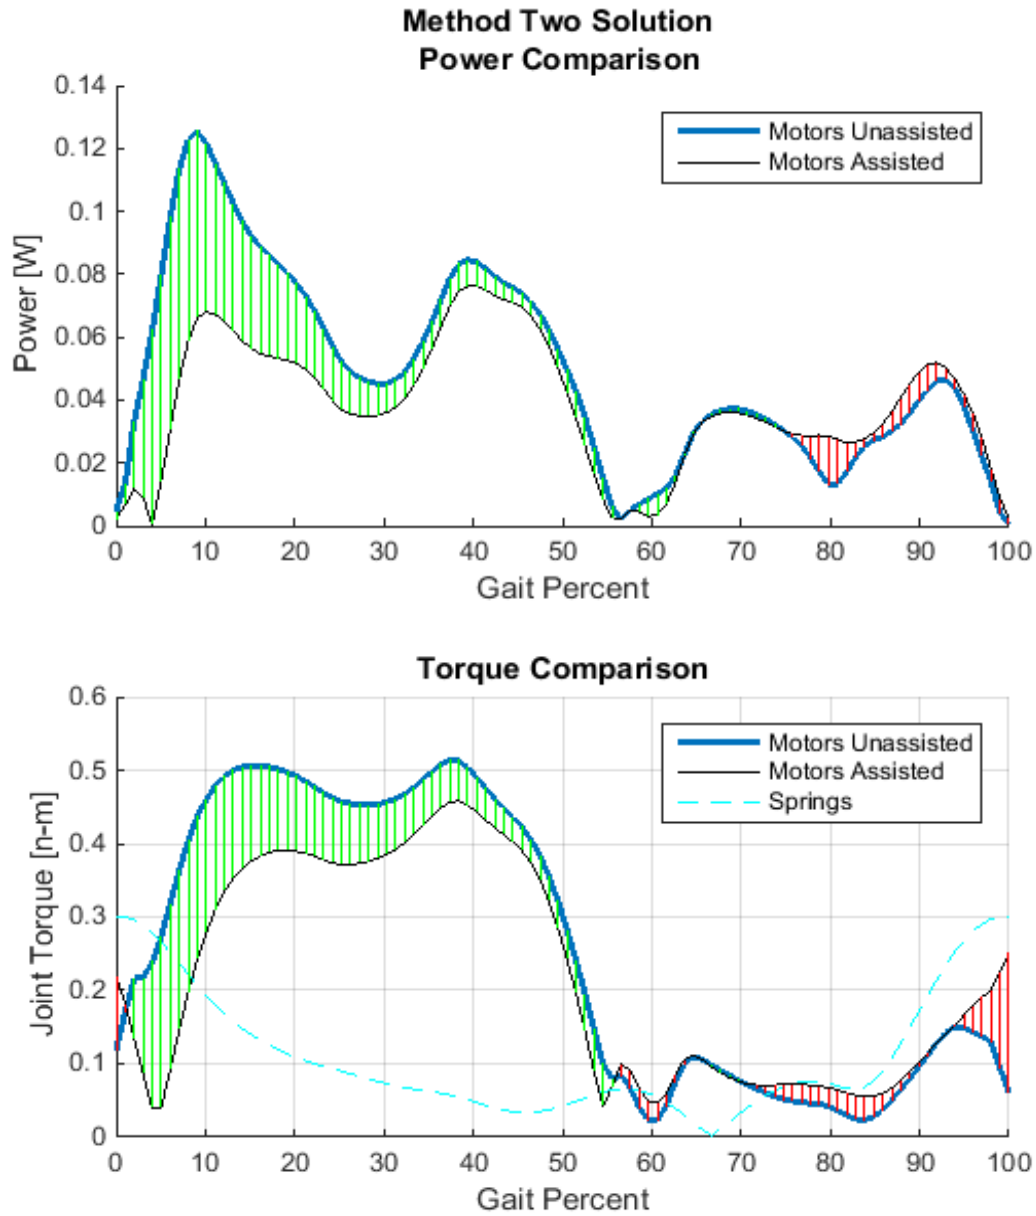 Method Two Solution
Power Comparison
0.14
0.12
0.1
0.08
0.06
0.04
0.02
0
Power [W]
Motors Unassisted
Motors Assisted
0 10 20 30 40 50 60 70 80 90 100
Gait Percent
Torque Comparison
0.6
0.5
0.4
0.3
0.2
0.1
0
Joint Torque [n-m]
Motors Unassisted
Motors Assisted
Springs
0 10 20 30 40 50 60 70 80 90 100
Gait Percent